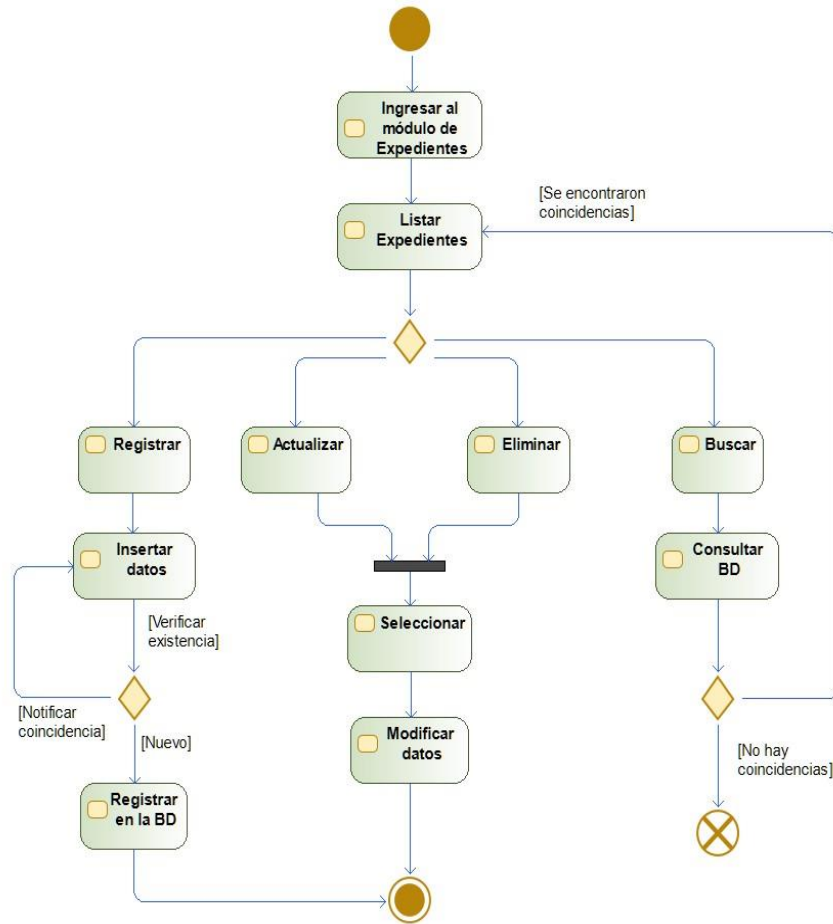 Ingresar al
módulo de
Expedientes
[Se encontraron
coincidencias]
Listar
Expedientes
Registrar
Actualizar
Eliminar
Buscar
Insertar
datos
Consultar
BD
[Verificar
existencia]
Seleccionar
[Notificar
coincidencia]
[Nuevo]
Modificar
datos
[No hay
coincidencias]
Registrar
en la BD